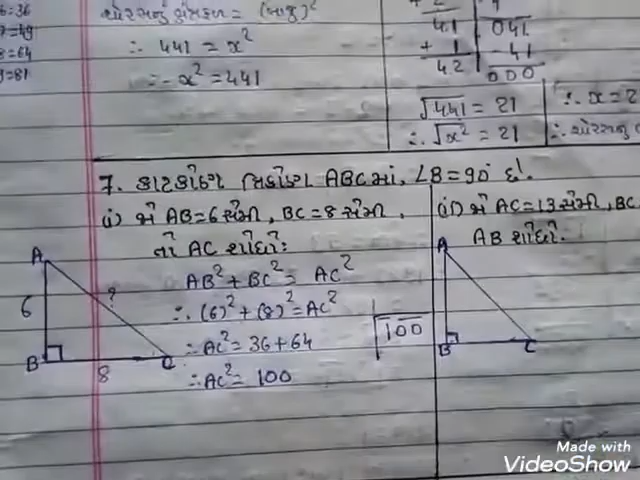 6=36
7=49
8=64
9=81
ચોરસનું ક્ષેત્રફળ = (બાજુ)²
∴ 441 = x²
∴ x² = 441
+ 2
41 | 041
+ 1 | 41
42 | 000
√441 = 21
∴ √x² = 21
∴ x = 2
∴ ચોરસનુ
7. કાટકોણ ત્રિકોણ ABC માં, ∠B = 90° છે.
(i) જો AB = 6 સેમી, BC = 8 સેમી,
તો AC શોધો:
AB² + BC² = AC²
∴ (6)² + (8)² = AC²
∴ AC² = 36 + 64
∴ AC² = 100
√100
A
6
?
B
8
C
(ii) જો AC = 13 સેમી, BC
AB શોધો.
A
B
C
Made with
VideoShow